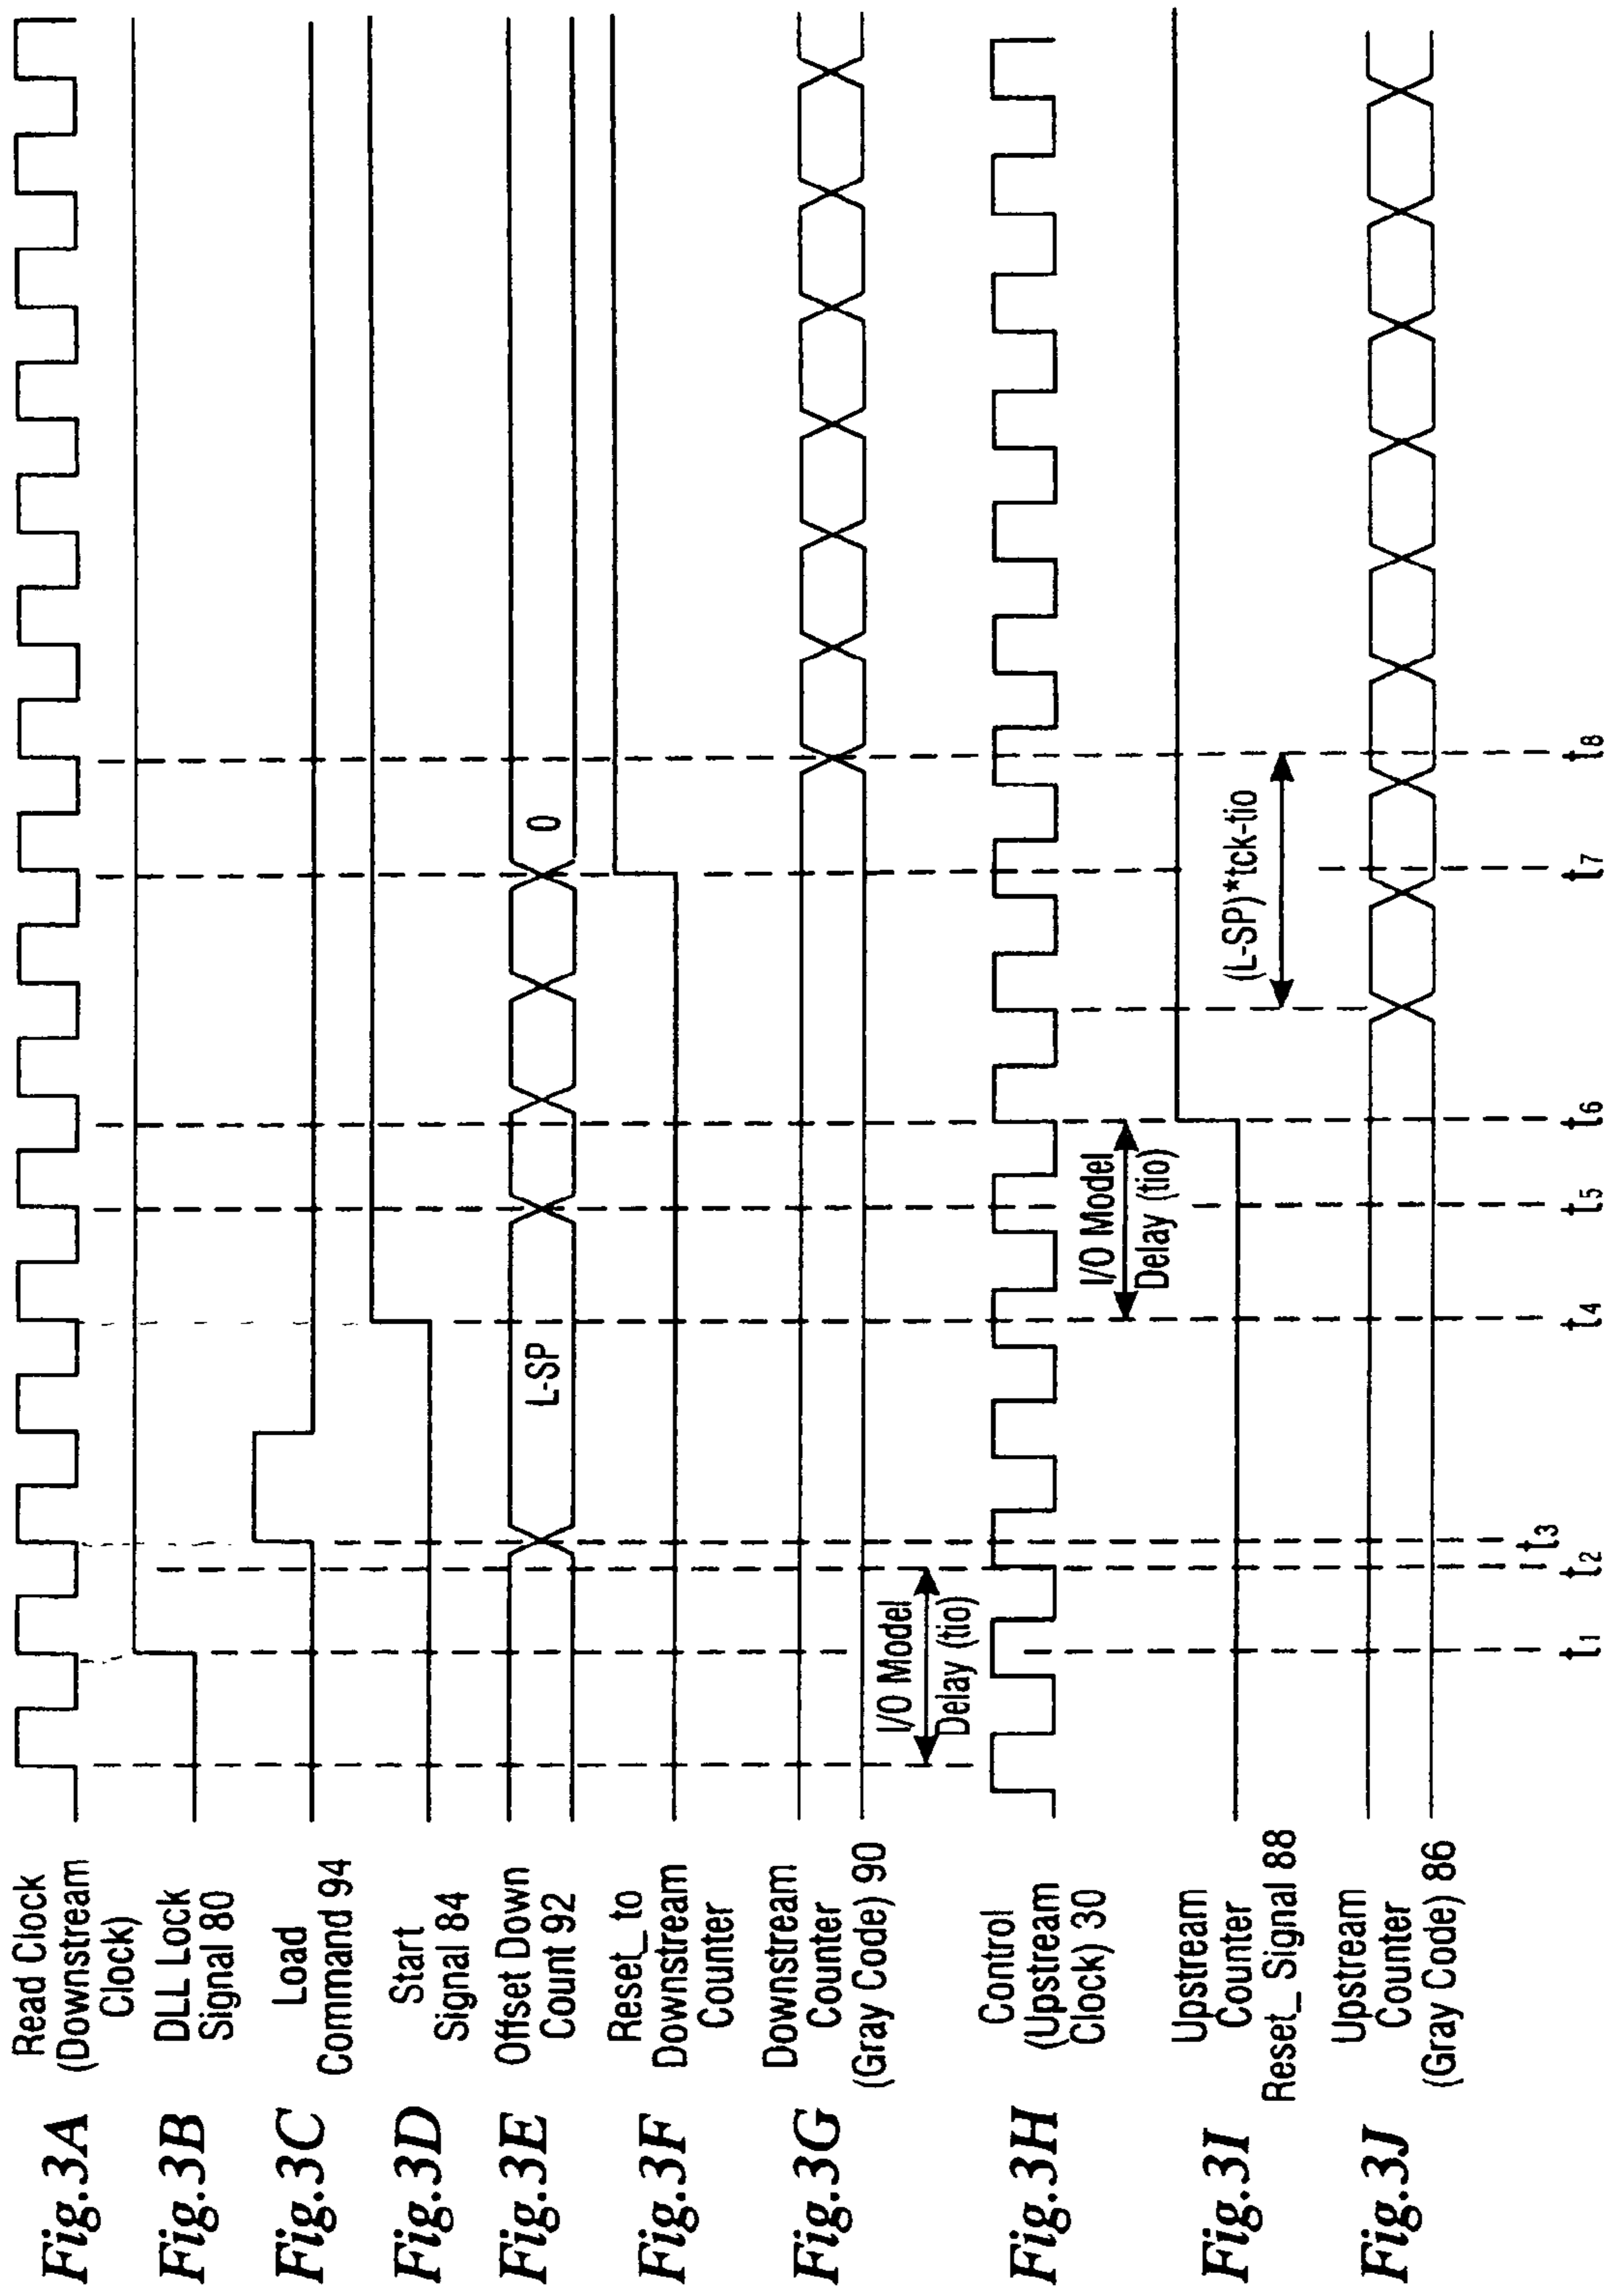 Fig.3A
Read Clock
(Downstream
Clock)
Fig.3B
DLL Lock
Signal 80
Fig.3C
Load
Command 94
Fig.3D
Start
Signal 84
Fig.3E
Offset Down
Count 92
L-SP
0
Fig.3F
Reset_to
Downstream
Counter
Fig.3G
Downstream
Counter
(Gray Code) 90
I/O Model
Delay (tio)
Fig.3H
Control
(Upstream
Clock) 30
I/O Model
Delay (tio)
Fig.3I
Upstream
Counter
Reset_ Signal 88
(L-SP)*tck-tio
Fig.3J
Upstream
Counter
(Gray Code) 86
t1 t2 t3 t4 t5 t6 t7 t8